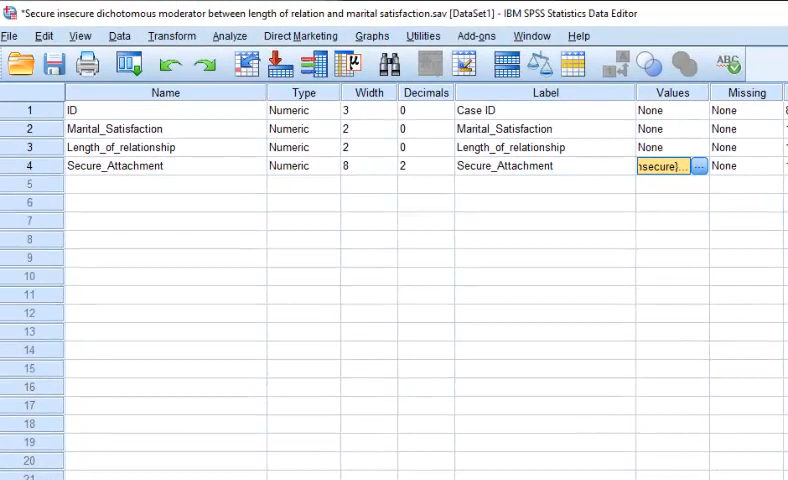 *Secure insecure dichotomous moderator between length of relation and marital satisfaction.sav [DataSet1] - IBM SPSS Statistics Data Editor
File Edit View Data Transform Analyze Direct Marketing Graphs Utilities Add-ons Window Help
Name Type Width Decimals Label Values Missing
1 ID Numeric 3 0 Case ID None None
2 Marital_Satisfaction Numeric 2 0 Marital_Satisfaction None None
3 Length_of_relationship Numeric 2 0 Length_of_relationship None None
4 Secure_Attachment Numeric 8 2 Secure_Attachment nsecure}... ... None
5
6
7
8
9
10
11
12
13
14
15
16
17
18
19
20
21